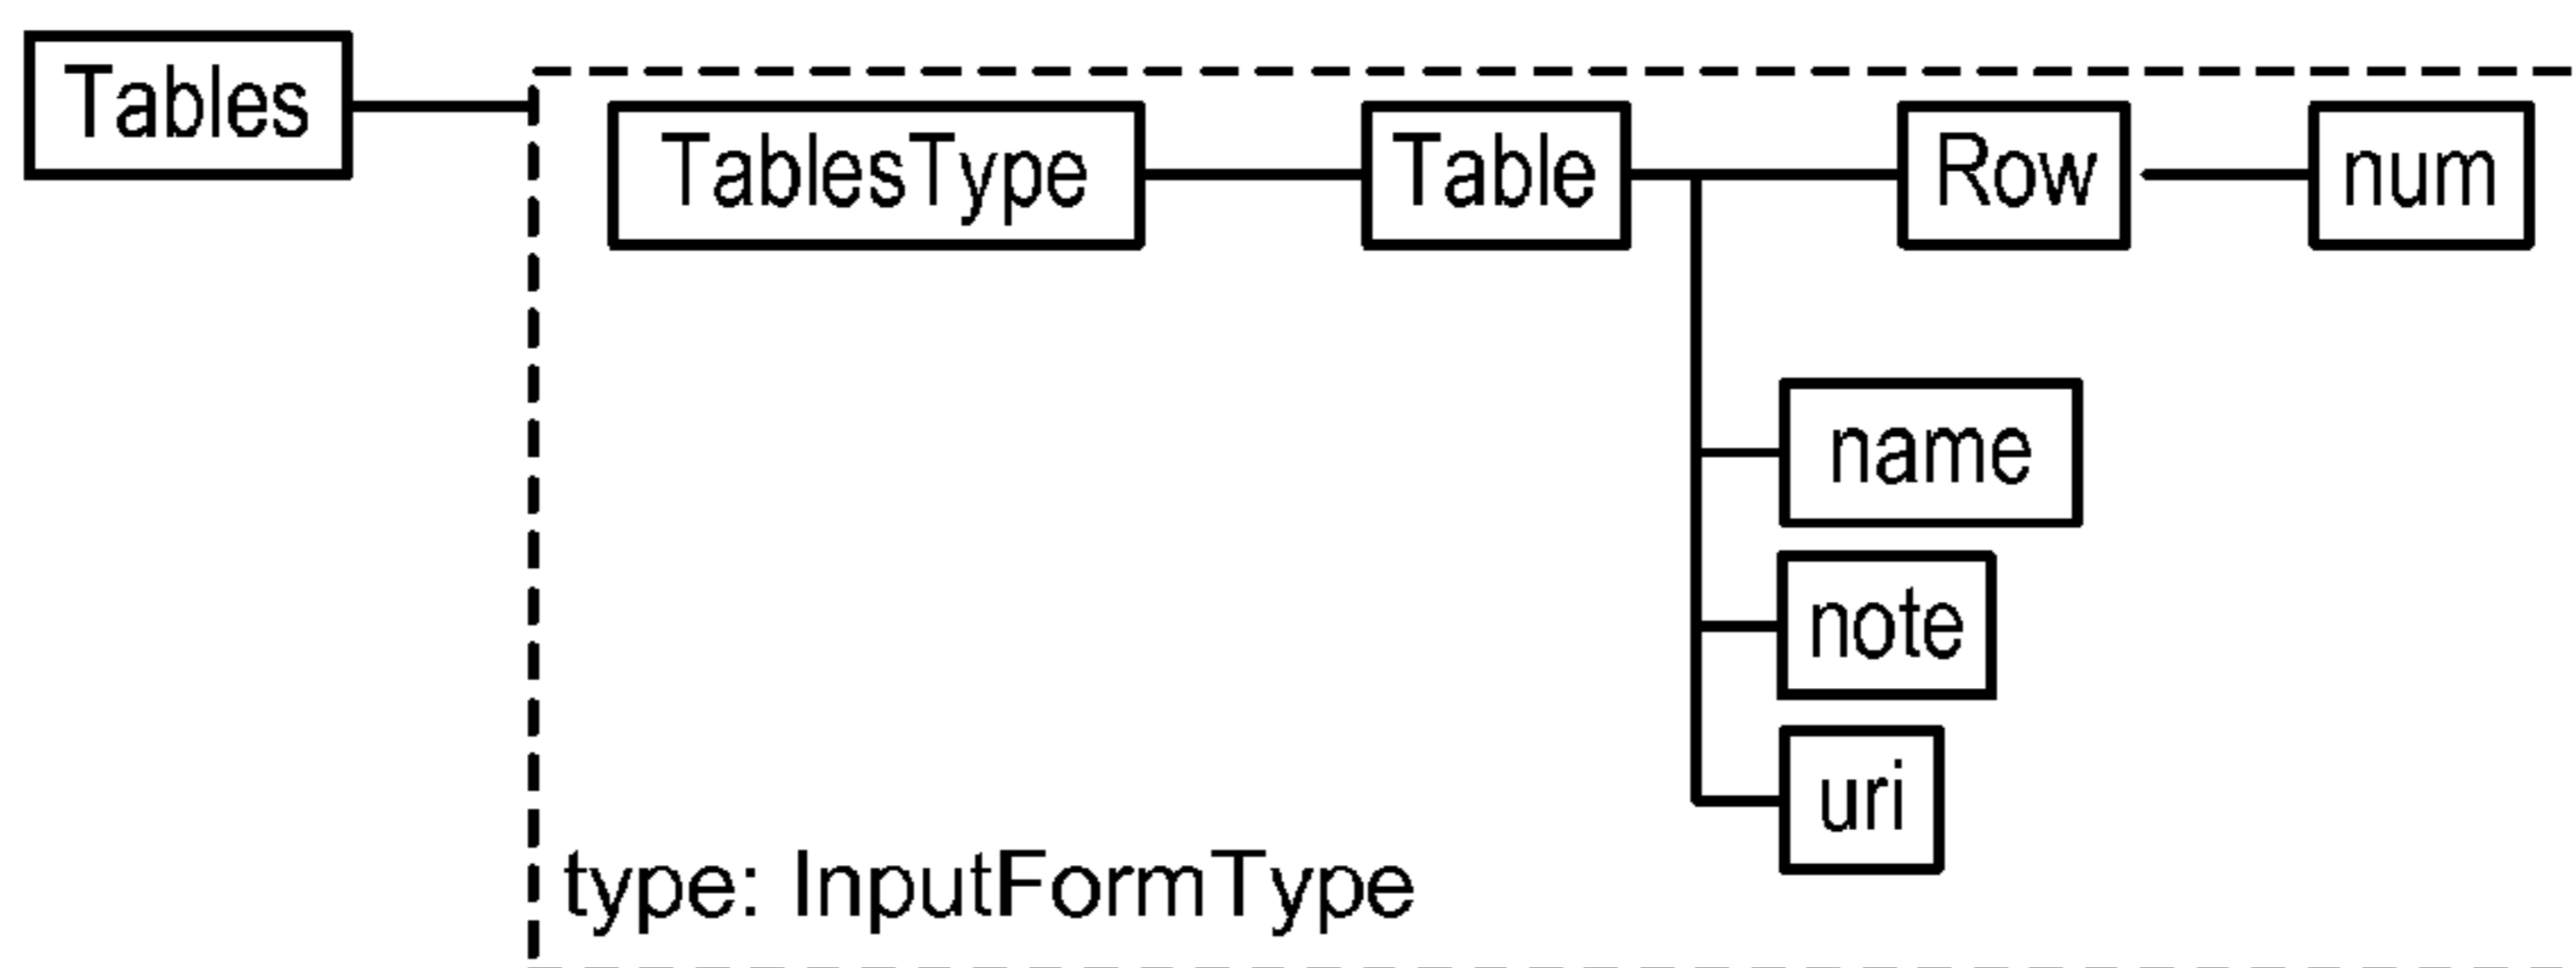 Tables
TablesType
Table
Row
num
name
note
uri
type: InputFormType